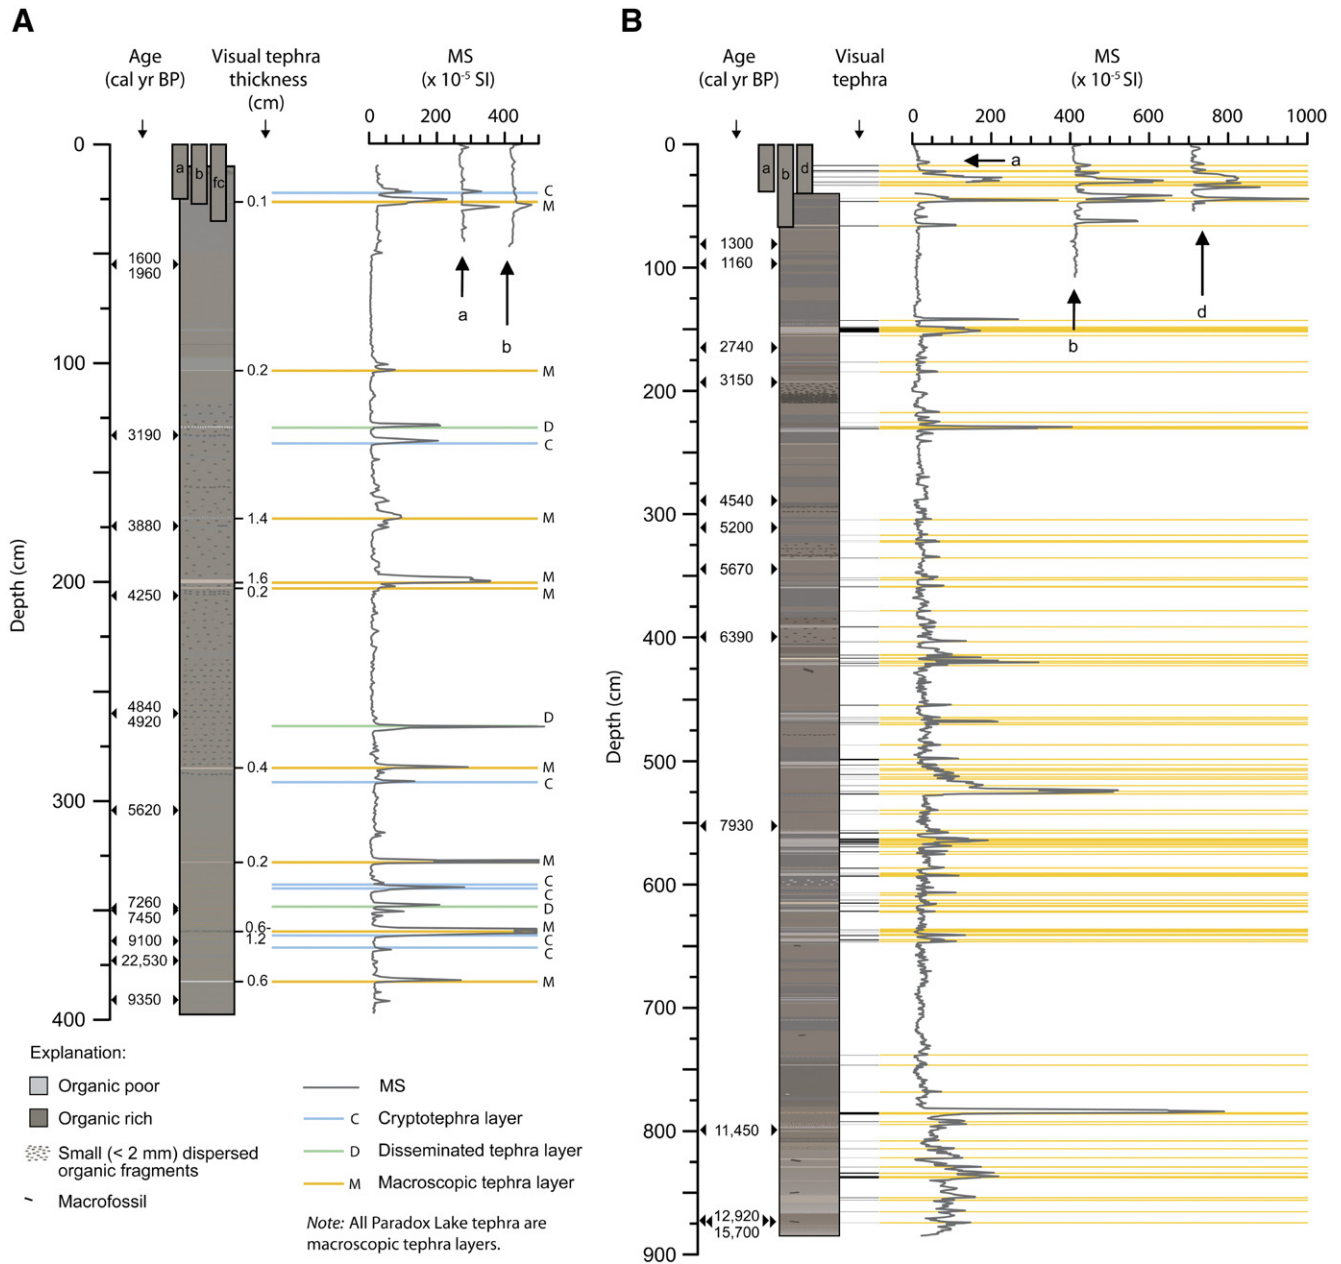 A
Age
(cal yr BP)
Visual tephra
thickness
(cm)
MS
(x 10⁻⁵ SI)
0 200 400
0
100
200
300
400
Depth (cm)
a
b
fc
1600
1960
3190
3880
4250
4840
4920
5620
7260
7450
9100
22,530
9350
0.1
0.2
1.4
1.6
0.2
0.4
0.2
0.6-
1.2
0.6
a
b
C
M
M
D
C
M
M
M
D
M
C
M
C
C
D
M
C
C
M
Explanation:
Organic poor
Organic rich
Small (< 2 mm) dispersed
organic fragments
Macrofossil
MS
C Cryptotephra layer
D Disseminated tephra layer
M Macroscopic tephra layer
Note: All Paradox Lake tephra are
macroscopic tephra layers.
B
Age
(cal yr BP)
Visual
tephra
MS
(x 10⁻⁵ SI)
0 200 400 600 800 1000
0
100
200
300
400
500
600
700
800
900
Depth (cm)
a
b
d
1300
1160
2740
3150
4540
5200
5670
6390
7930
11,450
12,920
15,700
a
b
d